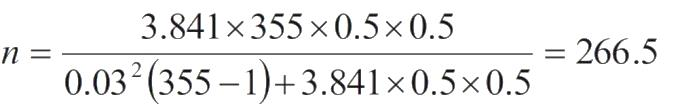 n = \frac{3.841×355×0.5×0.5}{0.03²(355−1)+3.841×0.5×0.5} = 266.5